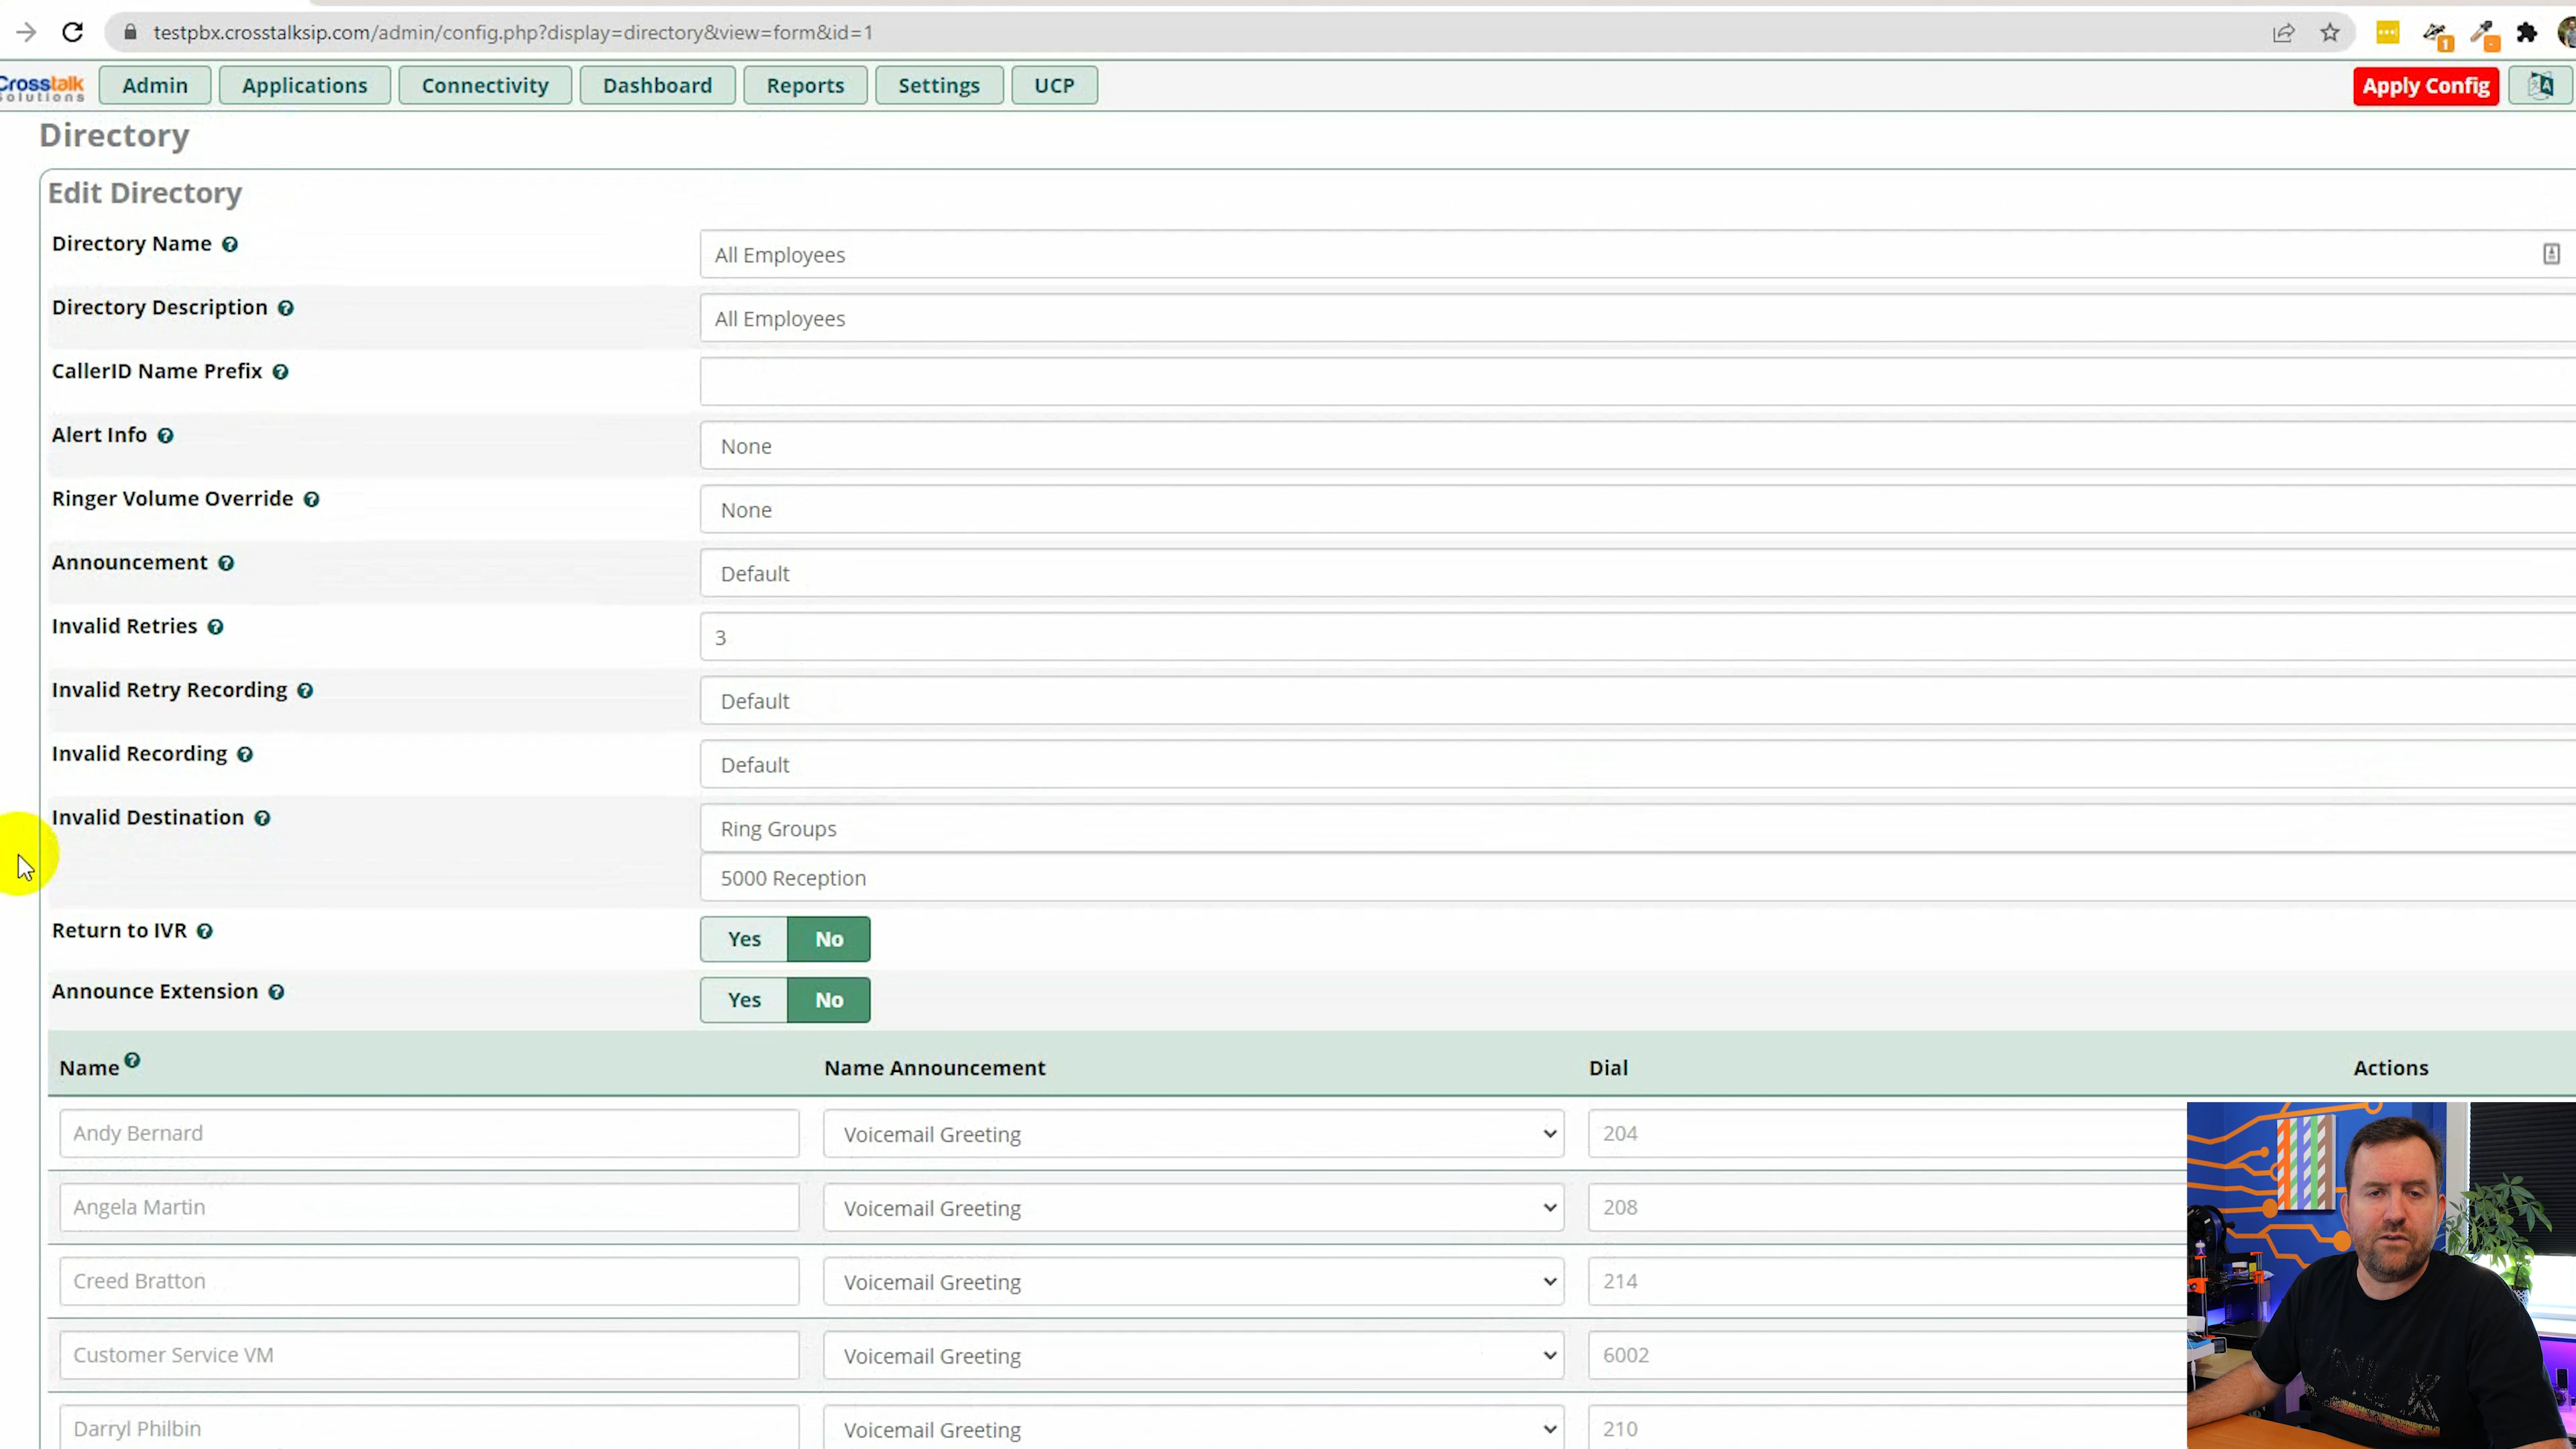 testpbx.crosstalksip.com/admin/config.php?display=directory&view=form&id=1
Crosstalk
Solutions
Admin
Applications
Connectivity
Dashboard
Reports
Settings
UCP
Apply Config
Directory
Edit Directory
Directory Name
All Employees
Directory Description
All Employees
CallerID Name Prefix
Alert Info
None
Ringer Volume Override
None
Announcement
Default
Invalid Retries
3
Invalid Retry Recording
Default
Invalid Recording
Default
Invalid Destination
Ring Groups
5000 Reception
Return to IVR
Yes No
Announce Extension
Yes No
Name Name Announcement Dial Actions
Andy Bernard Voicemail Greeting 204
Angela Martin Voicemail Greeting 208
Creed Bratton Voicemail Greeting 214
Customer Service VM Voicemail Greeting 6002
Darryl Philbin Voicemail Greeting 210